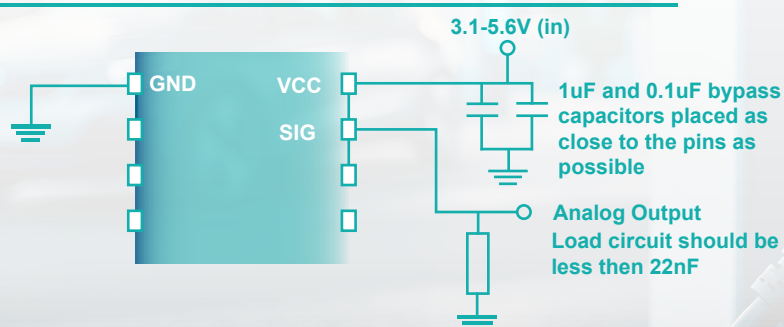 3.1-5.6V (in)
GND
VCC
SIG
1uF and 0.1uF bypass
capacitors placed as
close to the pins as
possible
Analog Output
Load circuit should be
less then 22nF